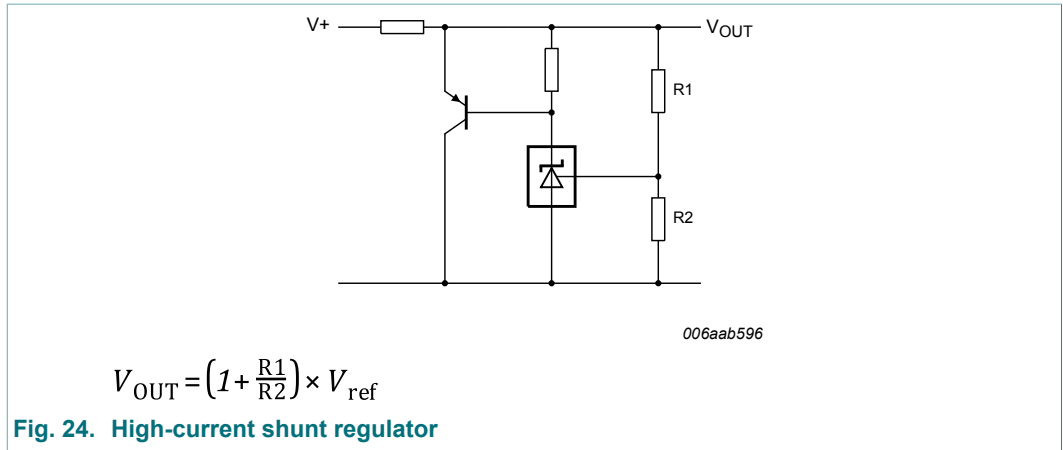 V+
VOUT
R1
R2
006aab596
VOUT = (1 + R1/R2) × Vref
Fig. 24. High-current shunt regulator